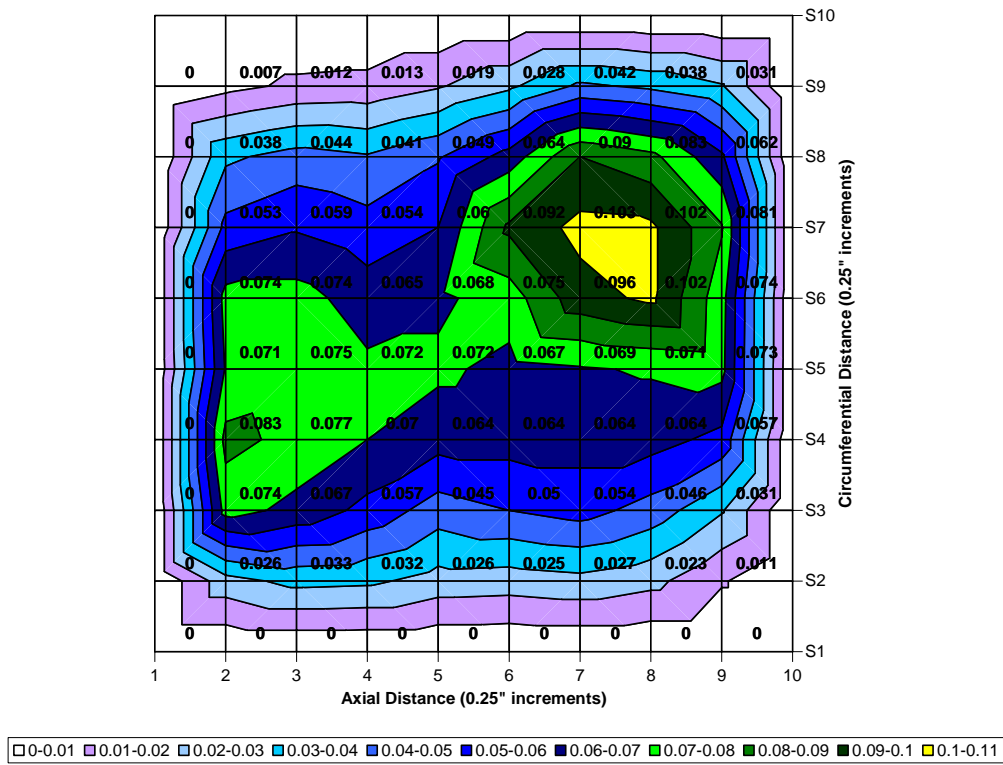 S10
0 0.007 0.012 0.013 0.019 0.028 0.042 0.038 0.031
S9
0 0.038 0.044 0.041 0.049 0.064 0.09 0.083 0.062
S8
0 0.053 0.059 0.054 0.06 0.092 0.103 0.102 0.081
S7
0 0.074 0.074 0.065 0.068 0.075 0.096 0.102 0.074
S6
0 0.071 0.075 0.072 0.072 0.067 0.069 0.071 0.073
S5
0 0.083 0.077 0.07 0.064 0.064 0.064 0.064 0.057
S4
0 0.074 0.067 0.057 0.045 0.05 0.054 0.046 0.031
S3
0 0.026 0.033 0.032 0.026 0.025 0.027 0.023 0.011
S2
0 0 0 0 0 0 0 0 0
S1
Circumferential Distance (0.25" increments)
1 2 3 4 5 6 7 8 9 10
Axial Distance (0.25" increments)
0-0.01 0.01-0.02 0.02-0.03 0.03-0.04 0.04-0.05 0.05-0.06 0.06-0.07 0.07-0.08 0.08-0.09 0.09-0.1 0.1-0.11